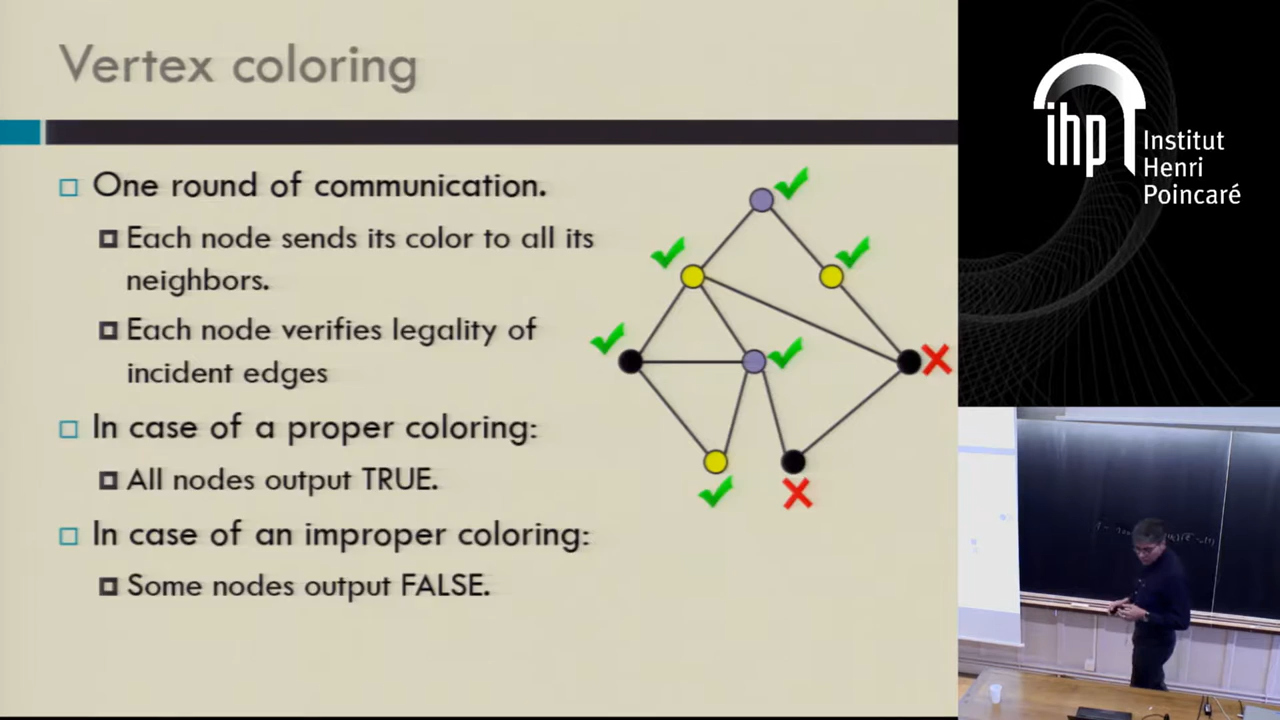 Vertex coloring
One round of communication.
Each node sends its color to all its
neighbors.
Each node verifies legality of
incident edges
In case of a proper coloring:
All nodes output TRUE.
In case of an improper coloring:
Some nodes output FALSE.
ihp
Institut
Henri
Poincaré